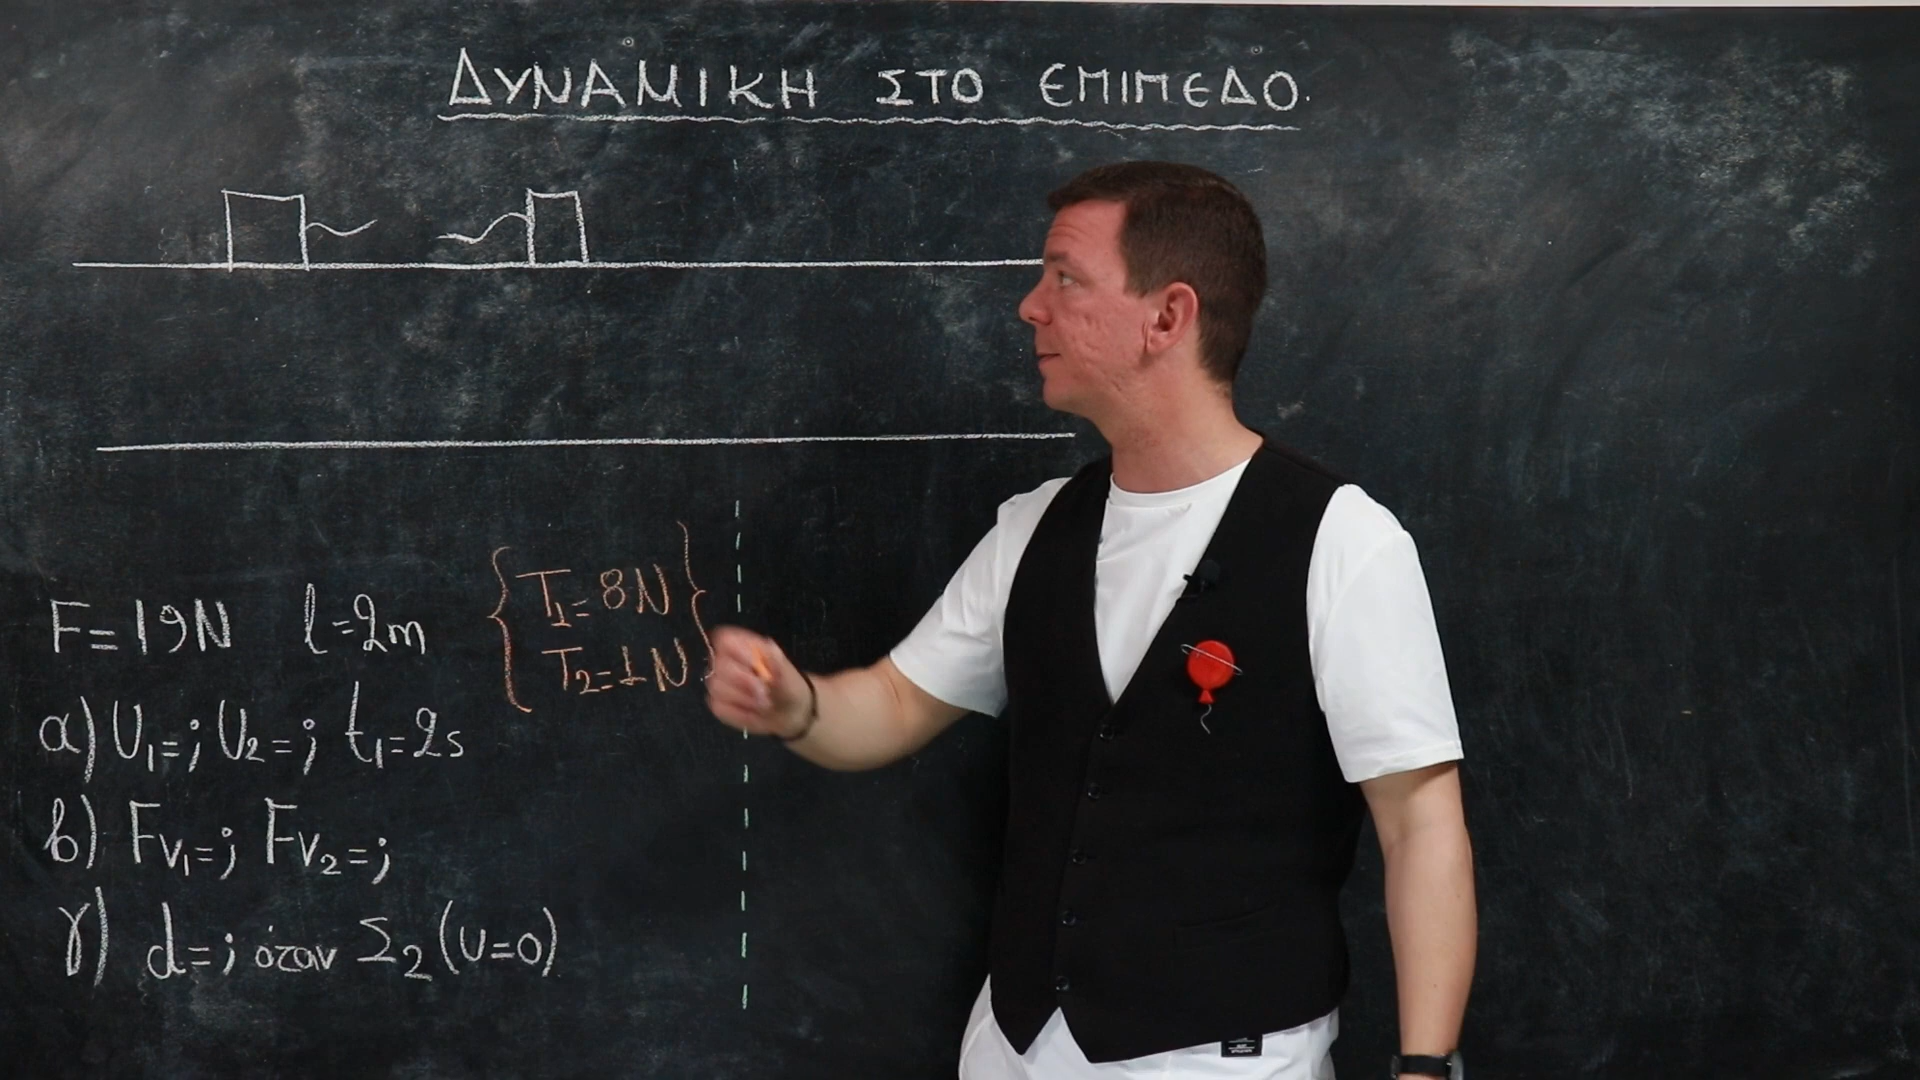 ΔΥΝΑΜΙΚΗ ΣΤΟ ΕΠΙΠΕΔΟ.
F=19N l=2m
T₁=8N
T₂=1N
α) υ₁=; υ₂=; t₁=2s
β) Fv₁=; Fv₂=;
γ) d=; όταν Σ₂(υ=0)